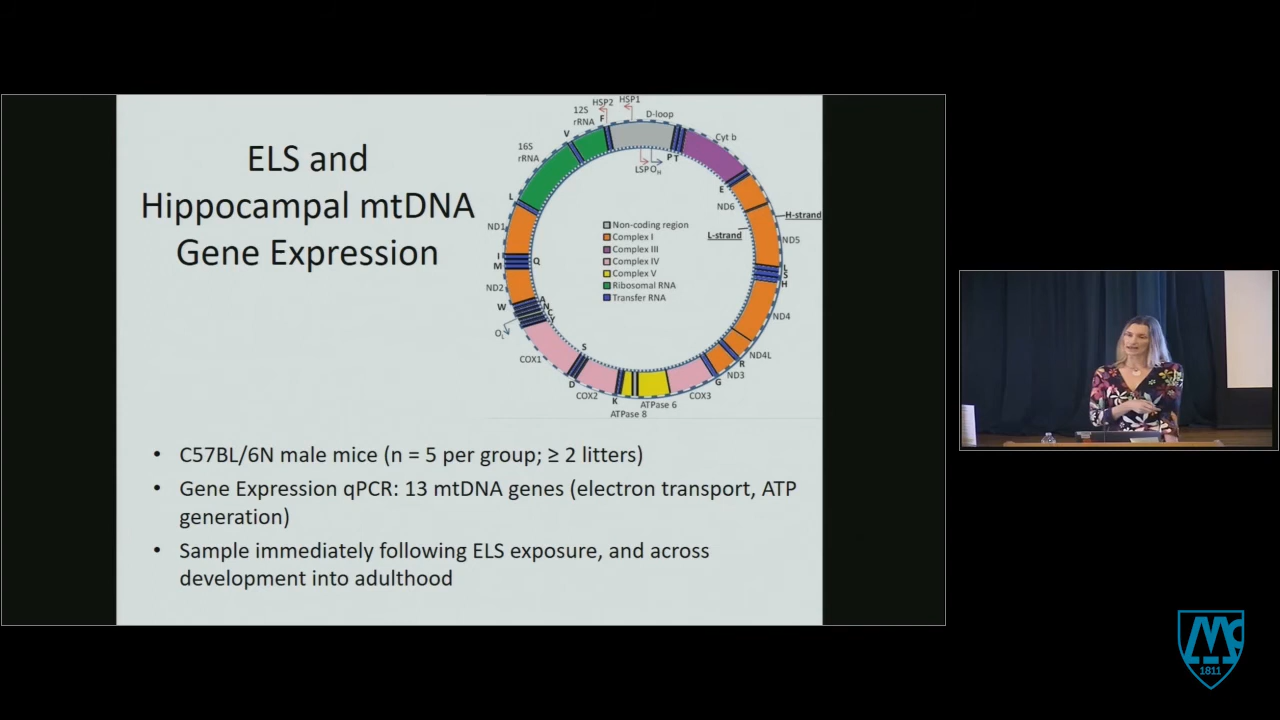 ELS and
Hippocampal mtDNA
Gene Expression
HSP2
HSP1
12S
rRNA
F
D-loop
V
Cyt b
16S
rRNA
P T
LSP O_H
E
L
ND6
H-strand
ND1
L-strand
ND5
Non-coding region
Complex I
Complex III
Complex IV
Complex V
Ribosomal RNA
Transfer RNA
I
M
Q
L
S
H
ND2
W
A
N
C
Y
O_L
ND4
COX1
S
ND4L
R
ND3
D
G
COX2
K
COX3
ATPase 6
ATPase 8
• C57BL/6N male mice (n = 5 per group; ≥ 2 litters)
• Gene Expression qPCR: 13 mtDNA genes (electron transport, ATP
generation)
• Sample immediately following ELS exposure, and across
development into adulthood
Mc
1811